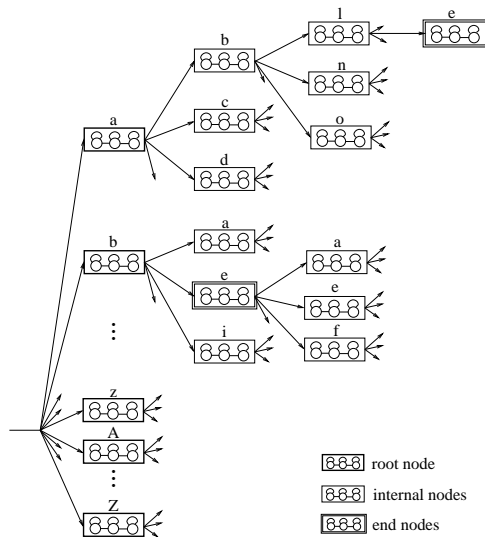 l
e
b
n
a
c
o
d
a
b
a
e
e
i
f
z
A
Z
root node
internal nodes
end nodes